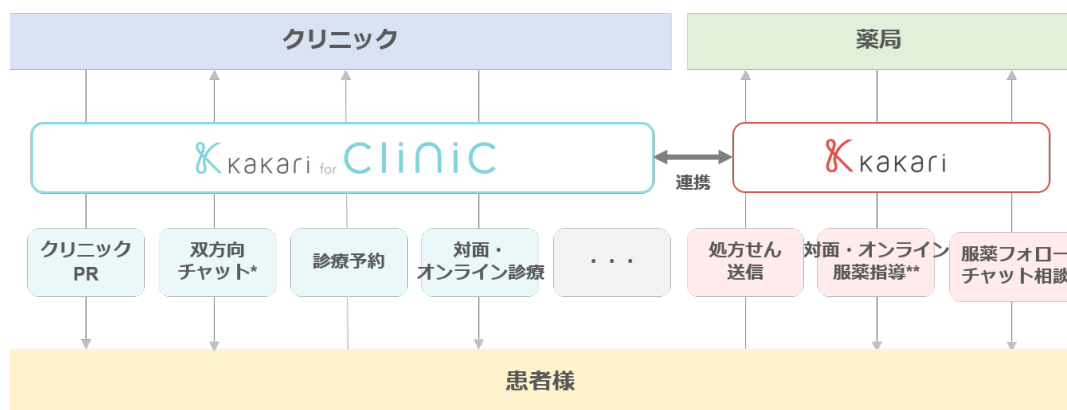 クリニック
薬局
kakari for CliniC
kakari
連携
クリニック
PR
双方向
チャット*
診療予約
対面・
オンライン診療
・・・
処方せん
送信
対面・オンライン
服薬指導**
服薬フォロー
チャット相談
患者様